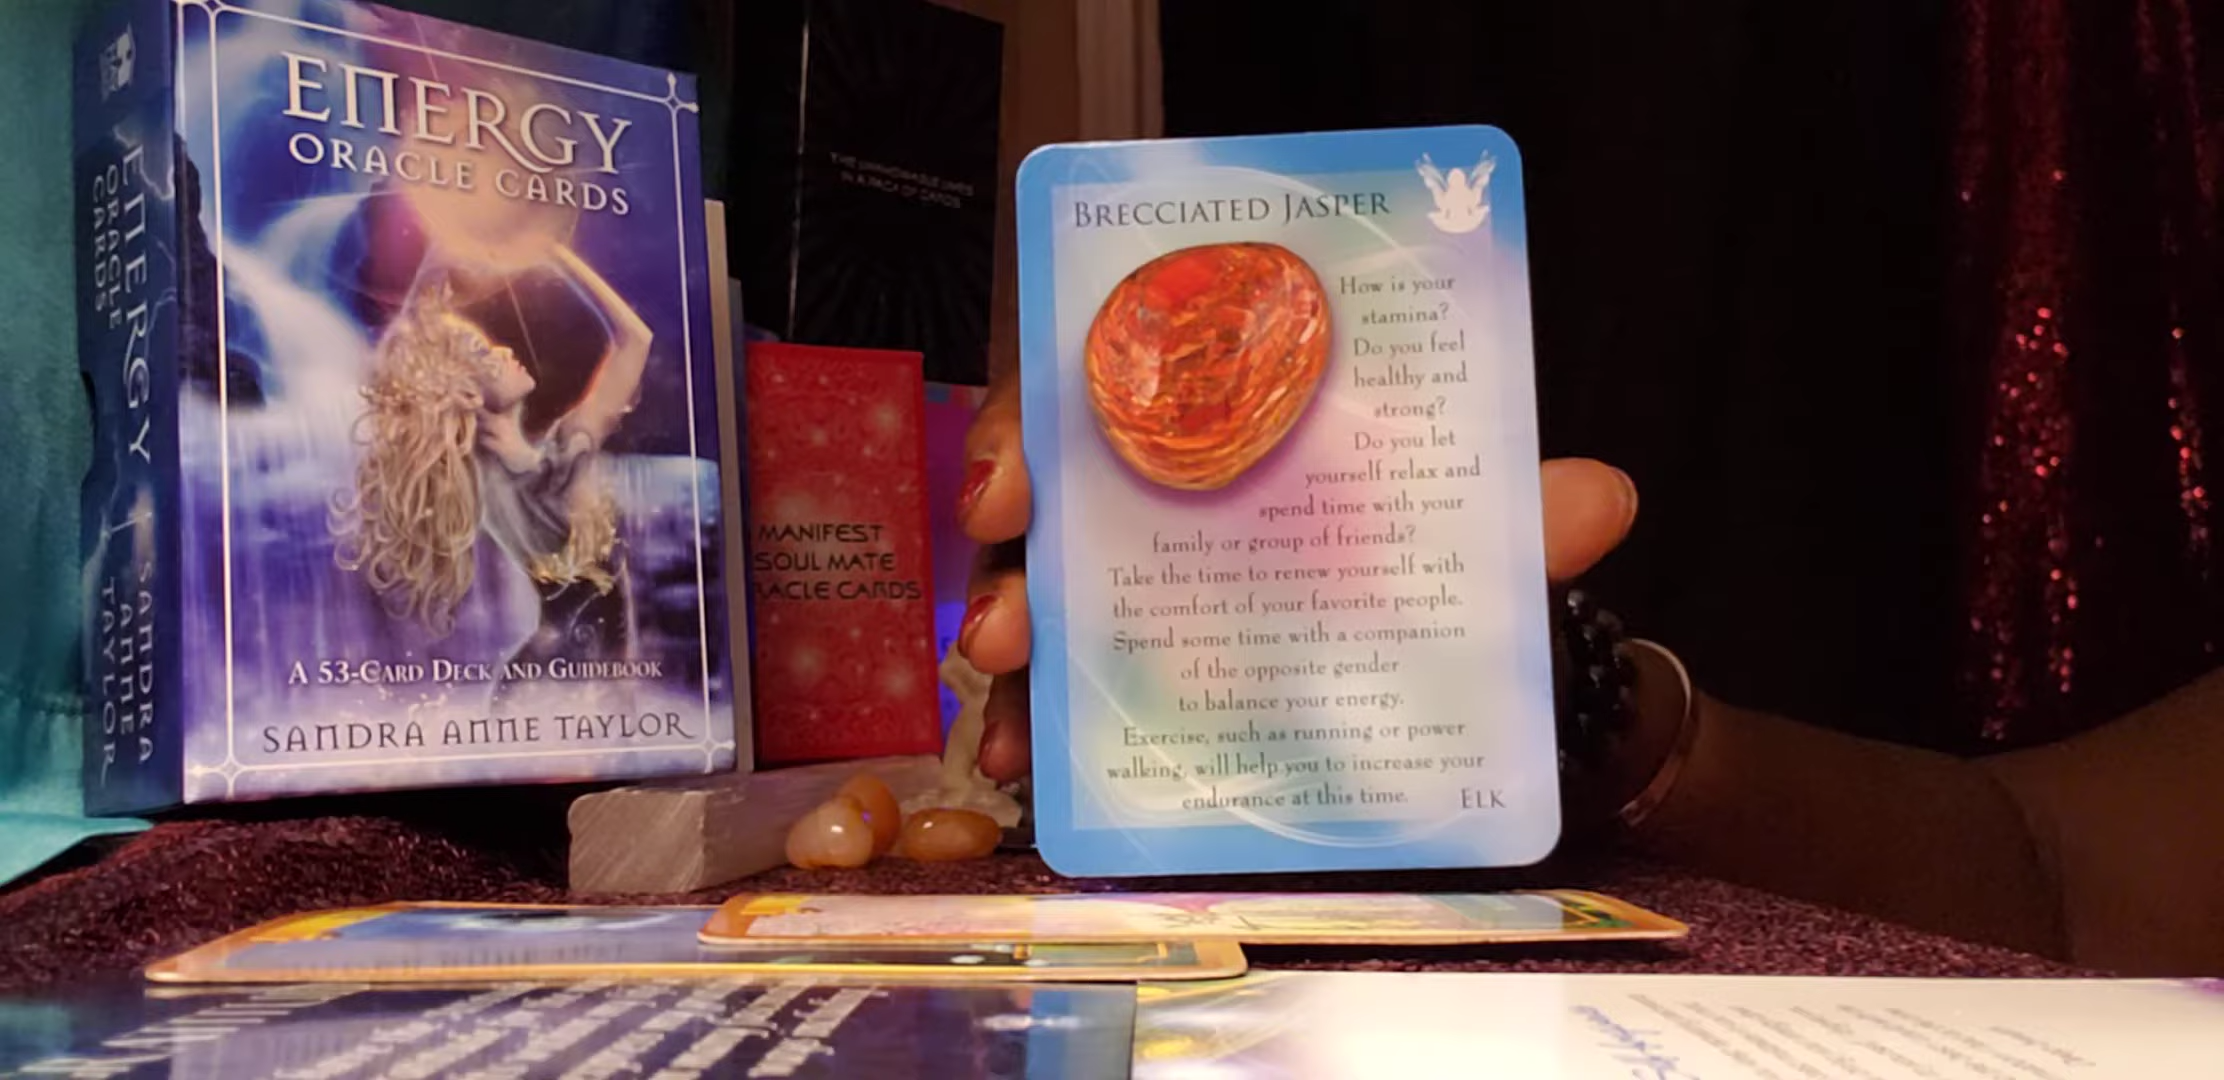 ENERGY
ORACLE CARDS
A 53-CARD DECK AND GUIDEBOOK
SANDRA ANNE TAYLOR
ENERGY
ORACLE
CARDS
SANDRA
ANNE
TAYLOR
IN A PACK OF CARDS
MANIFEST
SOUL MATE
CARDS
BRECCIATED JASPER
How is your
stamina?
Do you feel
healthy and
strong?
Do you let
yourself relax and
spend time with your
family or group of friends?
Take the time to renew yourself with
the comfort of your favorite people.
Spend some time with a companion
of the opposite gender
to balance your energy.
Exercise, such as running or power
walking, will help you to increase your
endurance at this time.
ELK